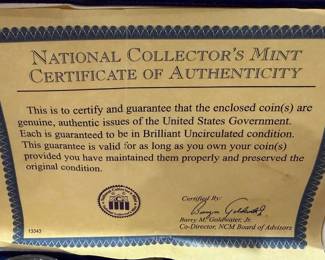 NATIONAL COLLECTOR'S MINT
CERTIFICATE OF AUTHENTICITY
This is to certify and guarantee that the enclosed coin(s) are
genuine, authentic issues of the United States Government.
Each is guaranteed to be in Brilliant Uncirculated condition.
This guarantee is valid for as long as you own your coin(s)
provided you have maintained them properly and preserved the
original condition.
Certified By:
Barry M. Goldwater, Jr.
Co-Director, NCM Board of Advisors
13343